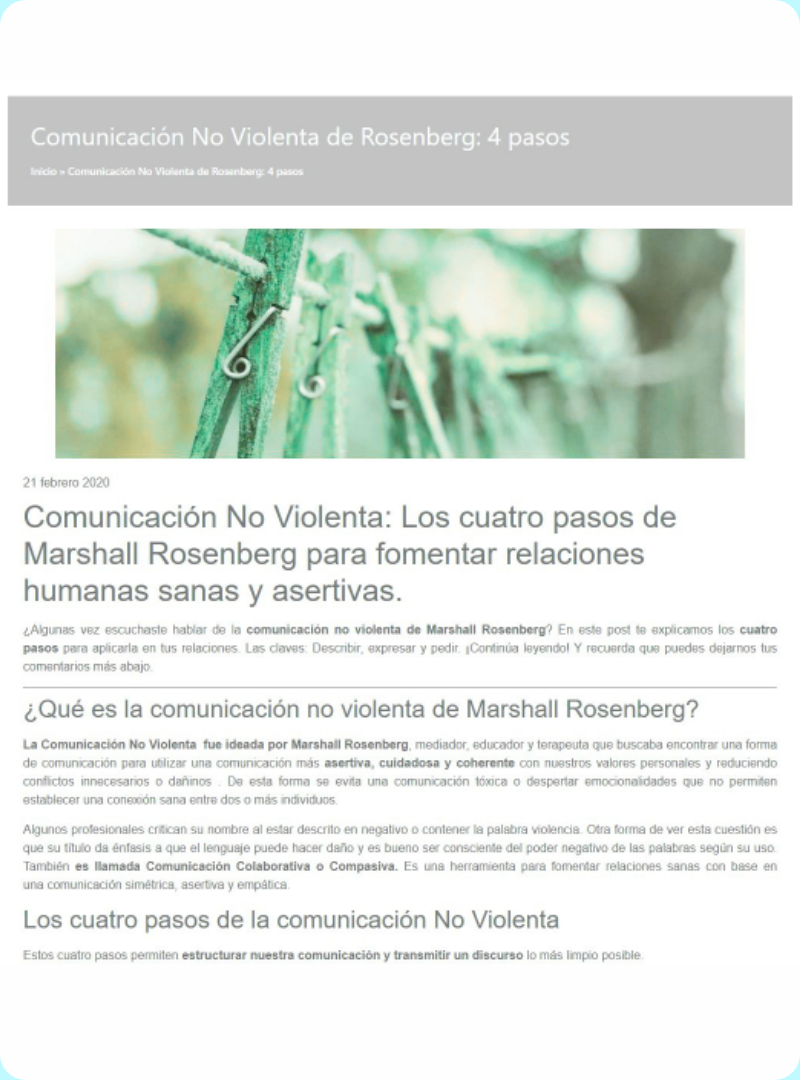 Comunicación No Violenta de Rosenberg: 4 pasos
Inicio » Comunicación No Violenta de Rosenberg: 4 pasos
21 febrero 2020
Comunicación No Violenta: Los cuatro pasos de
Marshall Rosenberg para fomentar relaciones
humanas sanas y asertivas.
¿Algunas vez escuchaste hablar de la comunicación no violenta de Marshall Rosenberg? En este post te explicamos los cuatro
pasos para aplicarla en tus relaciones. Las claves: Describir, expresar y pedir. ¡Continúa leyendo! Y recuerda que puedes dejarnos tus
comentarios más abajo.
¿Qué es la comunicación no violenta de Marshall Rosenberg?
La Comunicación No Violenta fue ideada por Marshall Rosenberg, mediador, educador y terapeuta que buscaba encontrar una forma
de comunicación para utilizar una comunicación más asertiva, cuidadosa y coherente con nuestros valores personales y reduciendo
conflictos innecesarios o dañinos . De esta forma se evita una comunicación tóxica o despertar emocionalidades que no permiten
establecer una conexión sana entre dos o más individuos.
Algunos profesionales critican su nombre al estar descrito en negativo o contener la palabra violencia. Otra forma de ver esta cuestión es
que su título da énfasis a que el lenguaje puede hacer daño y es bueno ser consciente del poder negativo de las palabras según su uso.
También es llamada Comunicación Colaborativa o Compasiva. Es una herramienta para fomentar relaciones sanas con base en
una comunicación simétrica, asertiva y empática.
Los cuatro pasos de la comunicación No Violenta
Estos cuatro pasos permiten estructurar nuestra comunicación y transmitir un discurso lo más limpio posible.